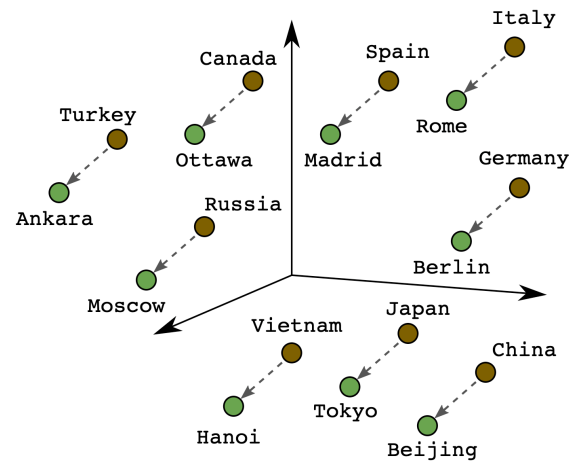 Italy
Canada
Spain
Turkey
Rome
Ottawa
Madrid
Germany
Ankara
Russia
Berlin
Moscow
Japan
Vietnam
China
Tokyo
Hanoi
Beijing